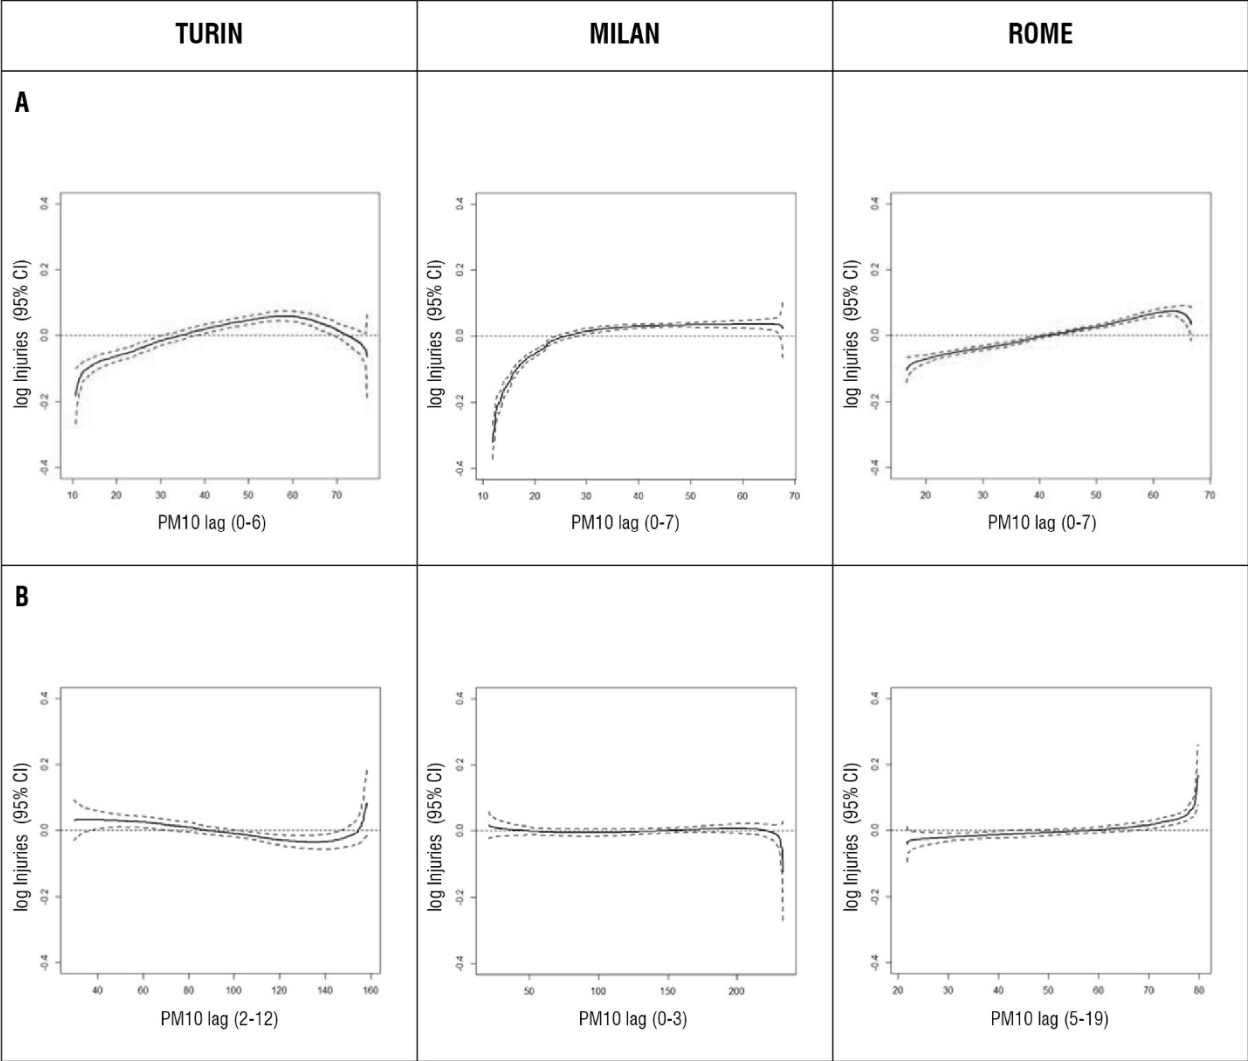 TURIN MILAN ROME
A
log Injuries (95% CI)
0.4
0.2
0.0
-0.2
-0.4
10 20 30 40 50 60 70
PM10 lag (0-6)
log Injuries (95% CI)
0.4
0.2
0.0
-0.2
-0.4
10 20 30 40 50 60 70
PM10 lag (0-7)
log Injuries (95% CI)
0.4
0.2
0.0
-0.2
-0.4
20 30 40 50 60 70
PM10 lag (0-7)
B
log Injuries (95% CI)
0.4
0.2
0.0
-0.2
-0.4
40 60 80 100 120 140 160
PM10 lag (2-12)
log Injuries (95% CI)
0.4
0.2
0.0
-0.2
-0.4
50 100 150 200
PM10 lag (0-3)
log Injuries (95% CI)
0.4
0.2
0.0
-0.2
-0.4
20 30 40 50 60 70 80
PM10 lag (5-19)